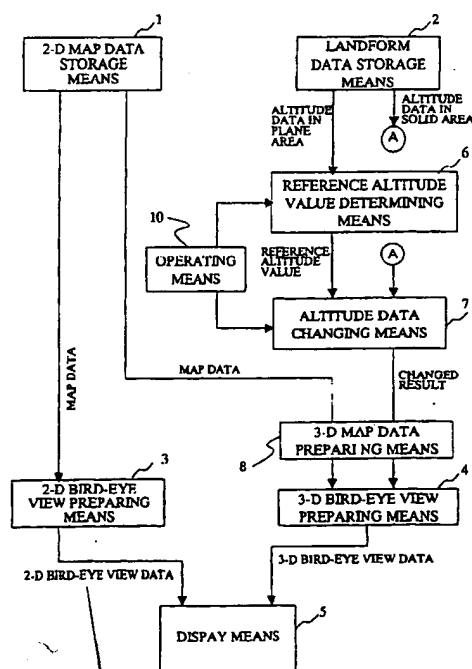 1
2-D MAP DATA
STORAGE
MEANS
2
LANDFORM
DATA STORAGE
MEANS
ALTITUDE
DATA IN
PLANE
AREA
ALTITUDE
DATA IN
SOLID AREA
A
6
REFERENCE ALTITUDE
VALUE DETERMINING
MEANS
10
OPERATING
MEANS
REFERENCE
ALTITUDE
VALUE
A
7
ALTITUDE DATA
CHANGING MEANS
MAP DATA
MAP DATA
CHANGED
RESULT
3-D MAP DATA
PREPARING MEANS
8
3
2-D BIRD-EYE
VIEW PREPARING
MEANS
4
3-D BIRD-EYE VIEW
PREPARING MEANS
2-D BIRD-EYE VIEW DATA
3-D BIRD-EYE VIEW DATA
5
DISPAY MEANS